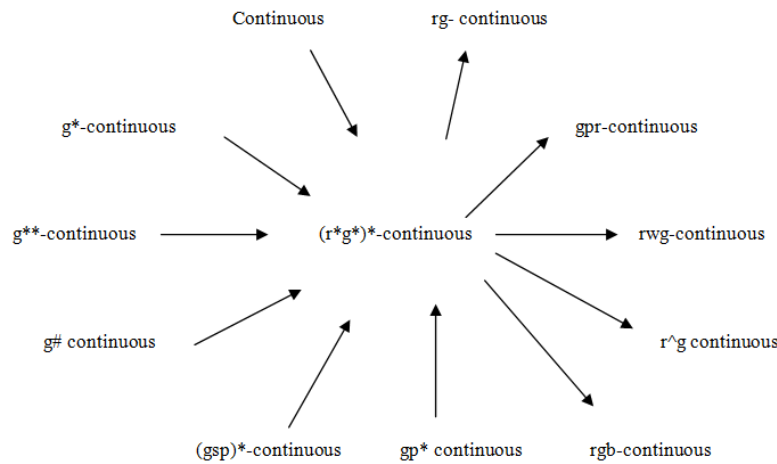 Continuous
rg- continuous
g*-continuous
gpr-continuous
g**-continuous
(r*g*)*-continuous
rwg-continuous
g# continuous
r^g continuous
(gsp)*-continuous
gp* continuous
rgb-continuous